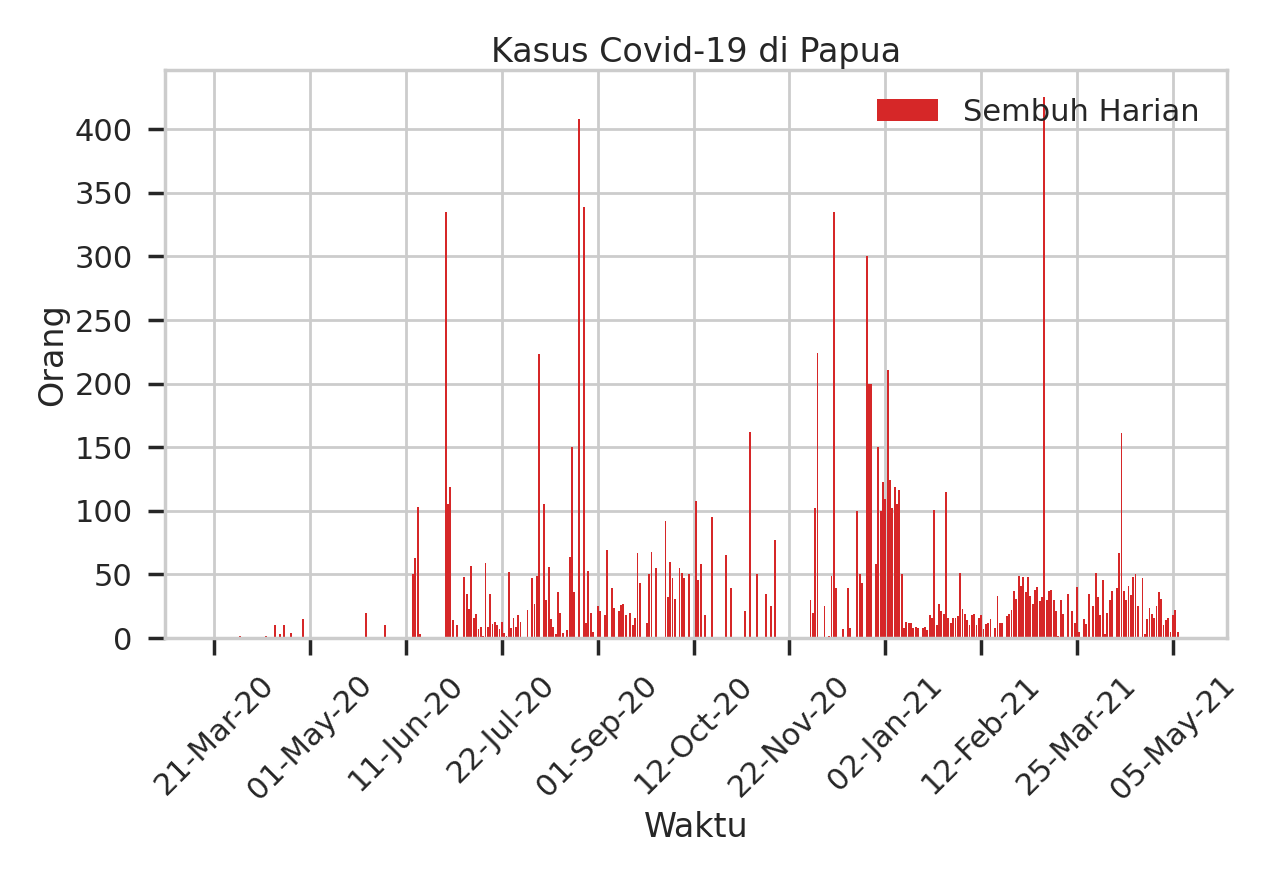 Kasus Covid-19 di Papua
Sembuh Harian
Orang
400
350
300
250
200
150
100
50
0
21-Mar-20
01-May-20
11-Jun-20
22-Jul-20
01-Sep-20
12-Oct-20
22-Nov-20
02-Jan-21
12-Feb-21
25-Mar-21
05-May-21
Waktu